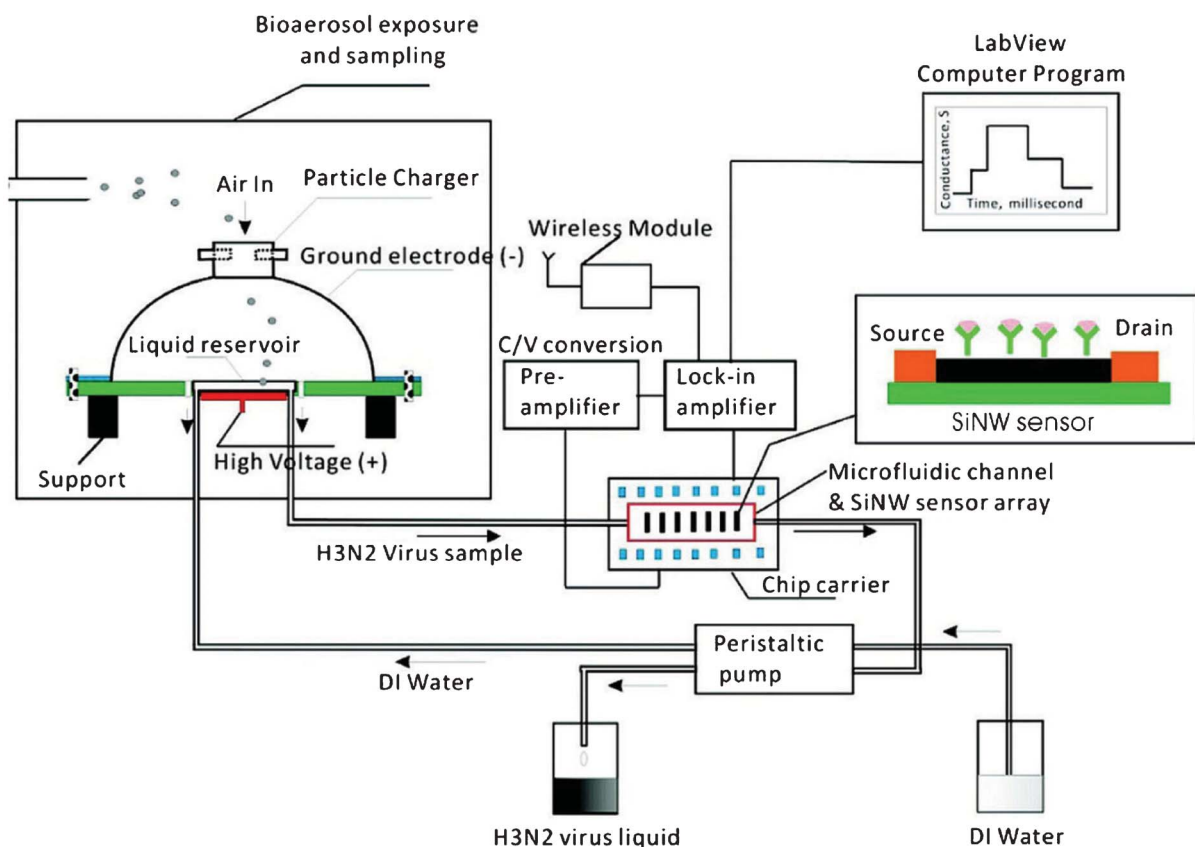 Bioaerosol exposure
and sampling
LabView
Computer Program
Conductance, S
Time, millisecond
Air In
Particle Charger
Ground electrode (-)
Wireless Module
Liquid reservoir
C/V conversion
Pre-
amplifier
Lock-in
amplifier
Source
Drain
SiNW sensor
Support
High Voltage (+)
Microfluidic channel
& SiNW sensor array
H3N2 Virus sample
Chip carrier
Peristaltic
pump
DI Water
H3N2 virus liquid
DI Water